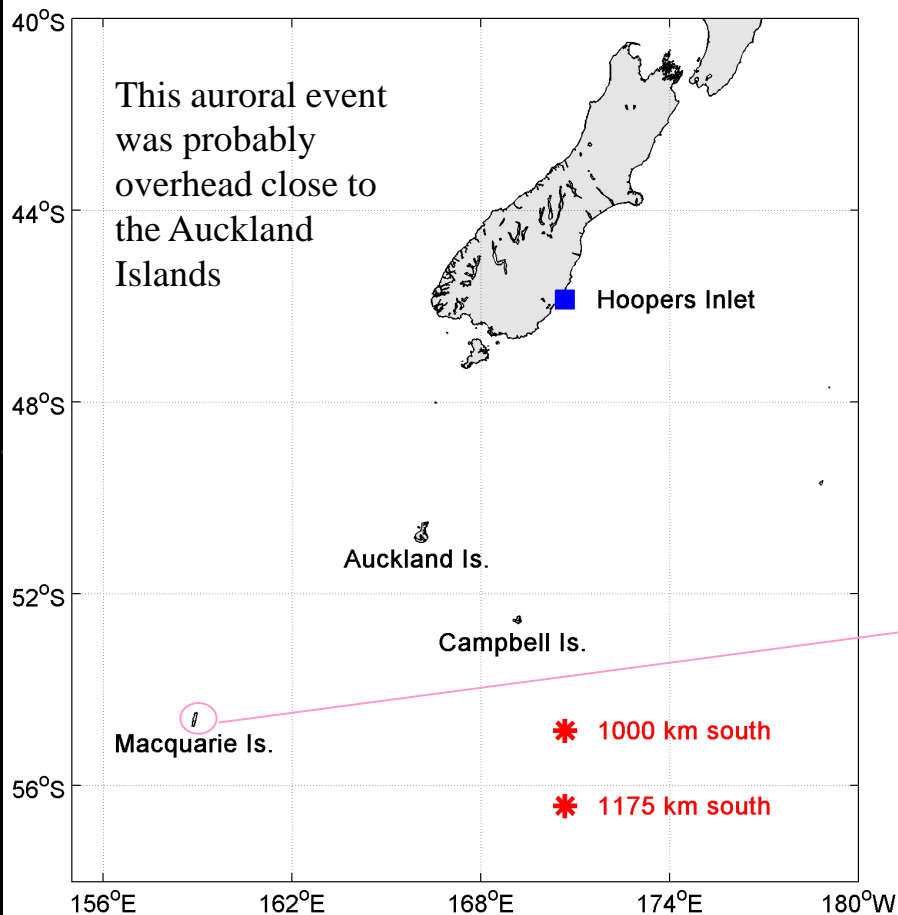 40°S
This auroral event
was probably
overhead close to
the Auckland
Islands
44°S
Hoopers Inlet
48°S
Auckland Is.
52°S
Campbell Is.
1000 km south
Macquarie Is.
56°S
1175 km south
156°E 162°E 168°E 174°E 180°W